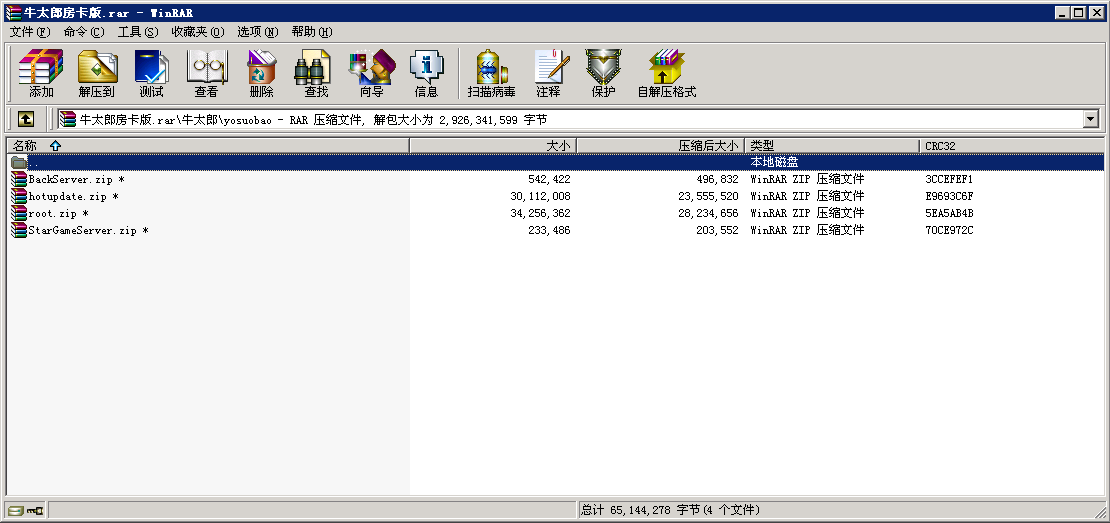 牛太郎房卡版.rar - WinRAR
文件(F) 命令(C) 工具(S) 收藏夹(O) 选项(N) 帮助(H)
添加 解压到 测试 查看 删除 查找 向导 信息 扫描病毒 注释 保护 自解压格式
牛太郎房卡版.rar\牛太郎\yosuobao - RAR 压缩文件, 解包大小为 2,926,341,599 字节
名称 大小 压缩后大小 类型 CRC32
.. 本地磁盘
BackServer.zip * 542,422 496,832 WinRAR ZIP 压缩文件 3CCEFEF1
hotupdate.zip * 30,112,008 23,555,520 WinRAR ZIP 压缩文件 E9693C6F
root.zip * 34,256,362 28,234,656 WinRAR ZIP 压缩文件 5EA5AB4B
StarGameServer.zip * 233,486 203,552 WinRAR ZIP 压缩文件 70CE972C
总计 65,144,278 字节(4 个文件)